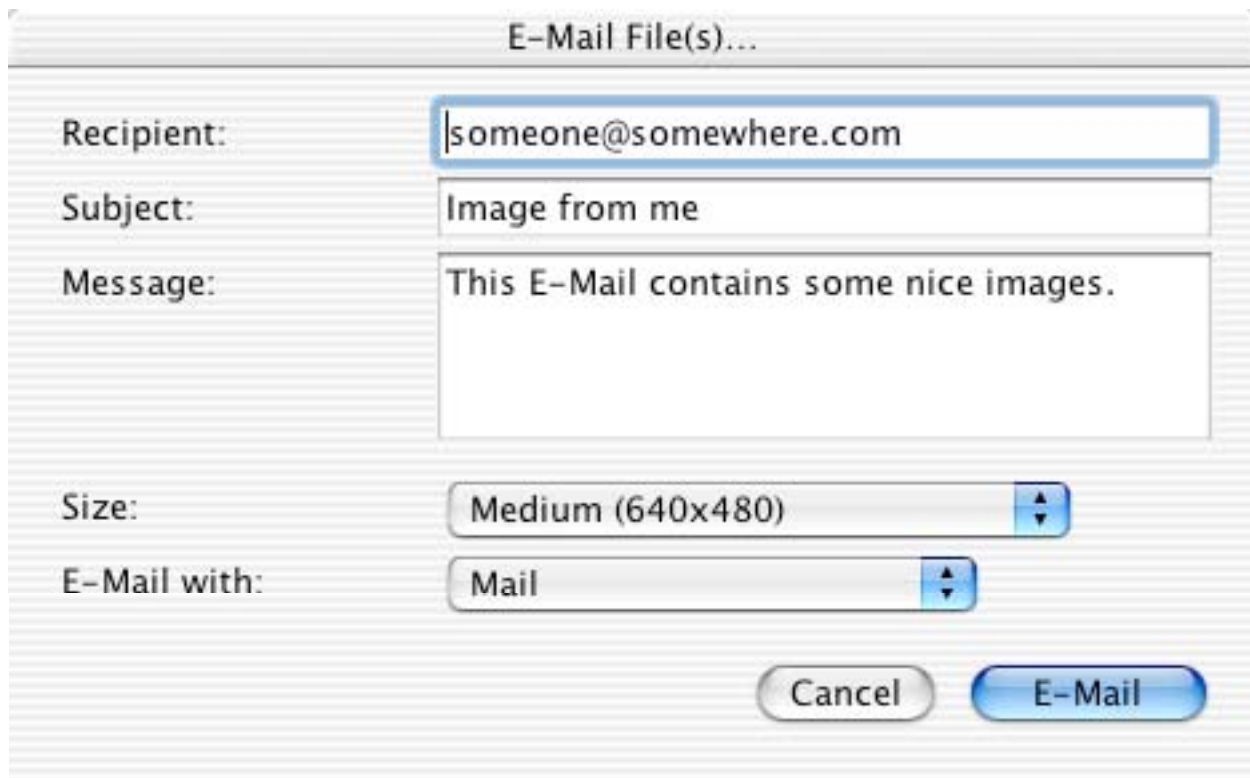 E-Mail File(s)...
Recipient: someone@somewhere.com
Subject: Image from me
Message: This E-Mail contains some nice images.
Size: Medium (640x480)
E-Mail with: Mail
Cancel E-Mail